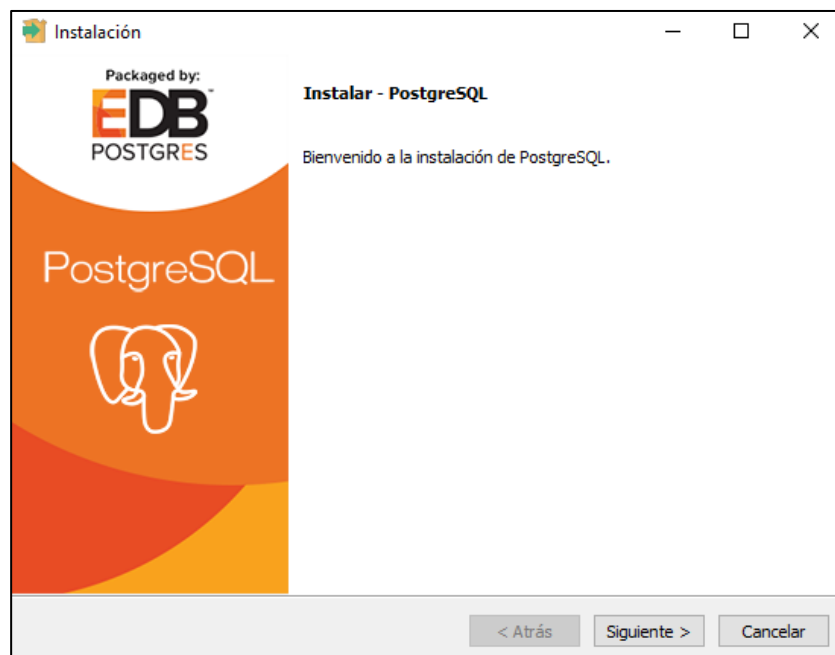 Instalación
Packaged by:
EDB
POSTGRES
PostgreSQL
Instalar - PostgreSQL
Bienvenido a la instalación de PostgreSQL.
< Atrás
Siguiente >
Cancelar